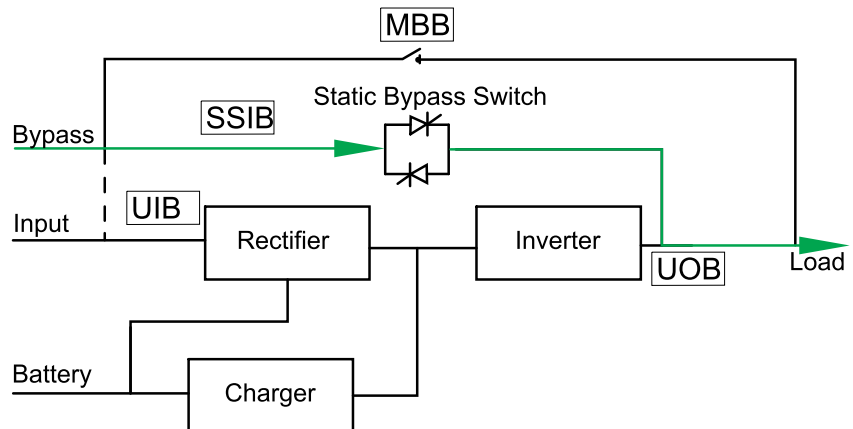 MBB
Static Bypass Switch
SSIB
Bypass
UIB
Input
Rectifier
Inverter
UOB
Load
Battery
Charger